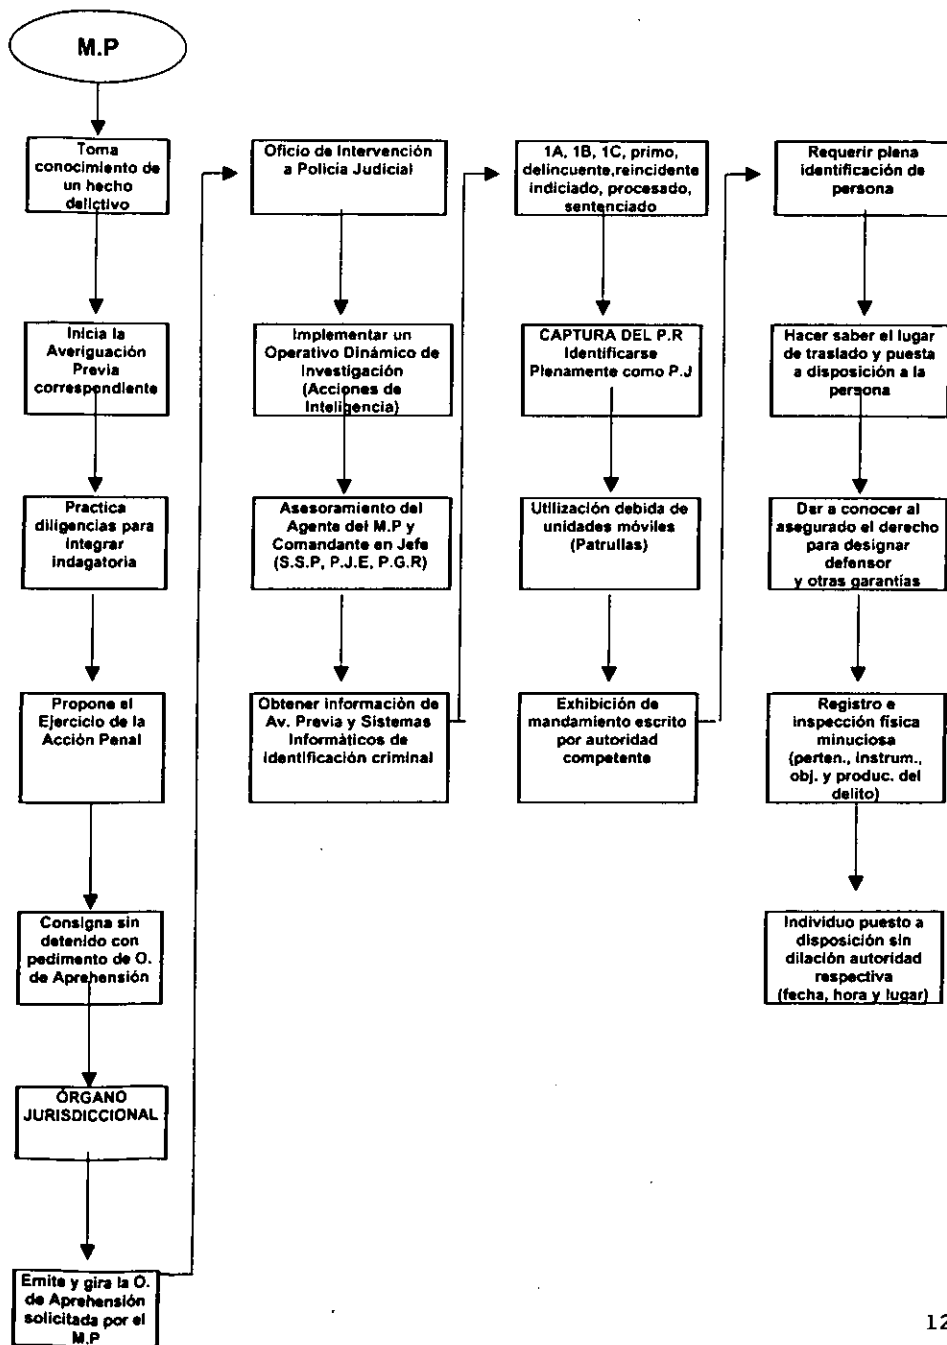 M.P
Toma
conocimiento de
un hecho
delictivo
Inicia la
Averiguación
Previa
correspondiente
Practica
diligencias para
integrar
indagatoria
Propone el
Ejercicio de la
Acción Penal
Consigna sin
detenido con
pedimento de O.
de Aprehensión
ÓRGANO
JURISDICCIONAL
Emite y gira la O.
de Aprehensión
solicitada por el
M.P
Oficio de Intervención
a Policía Judicial
Implementar un
Operativo Dinámico de
Investigación
(Acciones de
Inteligencia)
Asesoramiento del
Agente del M.P y
Comandante en Jefe
(S.S.P, P.J.E, P.G.R)
Obtener información de
Av. Previa y Sistemas
Informáticos de
identificación criminal
1A, 1B, 1C, primo,
delincuente,reincidente
indiciado, procesado,
sentenciado
CAPTURA DEL P.R
Identificarse
Plenamente como P.J
Utilización debida de
unidades móviles
(Patrullas)
Exhibición de
mandamiento escrito
por autoridad
competente
Requerir plena
identificación de
persona
Hacer saber el lugar
de traslado y puesta
a disposición a la
persona
Dar a conocer al
asegurado el derecho
para designar
defensor
y otras garantías
Registro e
inspección física
minuciosa
(perten., instrum.,
obj. y produc. del
delito)
Individuo puesto a
disposición sin
dilación autoridad
respectiva
(fecha, hora y lugar)
12